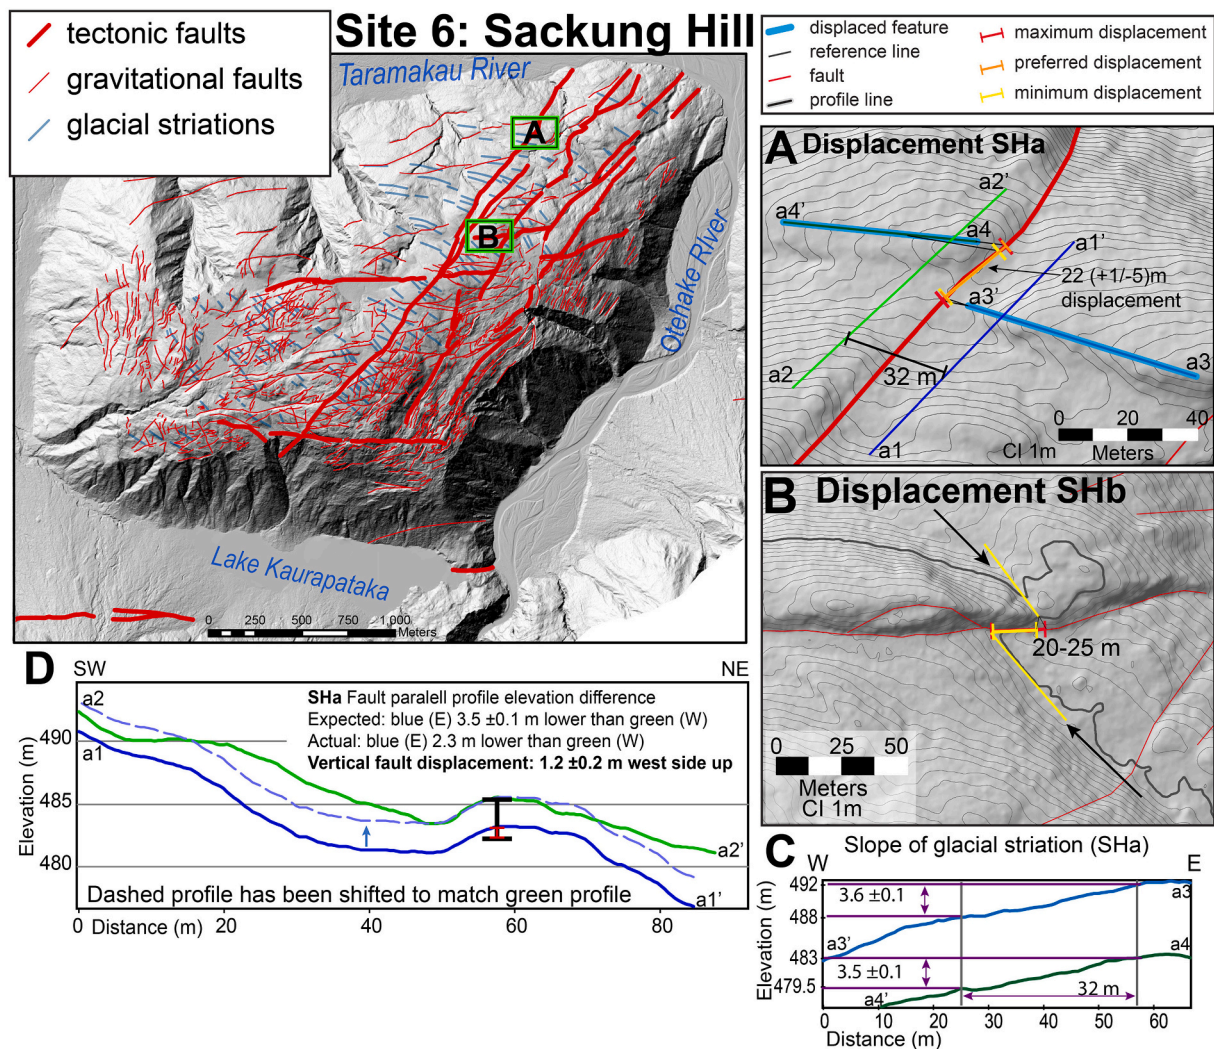 tectonic faults
gravitational faults
glacial striations
Site 6: Sackung Hill
Taramakau River
A
B
Otehake River
Lake Kaurapataka
0 250 500 750 1,000
Meters
displaced feature
reference line
fault
profile line
maximum displacement
preferred displacement
minimum displacement
A Displacement SHa
a2'
a4'
a4
a1'
22 (+1/-5)m
displacement
a3'
32 m
a2
a3
a1
0 20 40
CI 1m Meters
B Displacement SHb
20-25 m
0 25 50
Meters
CI 1m
D SW NE
a2
a1
SHa Fault paralell profile elevation difference
Expected: blue (E) 3.5 ±0.1 m lower than green (W)
Actual: blue (E) 2.3 m lower than green (W)
Vertical fault displacement: 1.2 ±0.2 m west side up
Elevation (m)
490
485
480
a2'
a1'
Dashed profile has been shifted to match green profile
0 Distance (m) 20 40 60 80
C Slope of glacial striation (SHa)
W E
Elevation (m)
492
488
483
479.5
3.6 ±0.1
a3
a3'
a4
3.5 ±0.1
a4'
32 m
0 10 20 30 40 50 60
Distance (m)